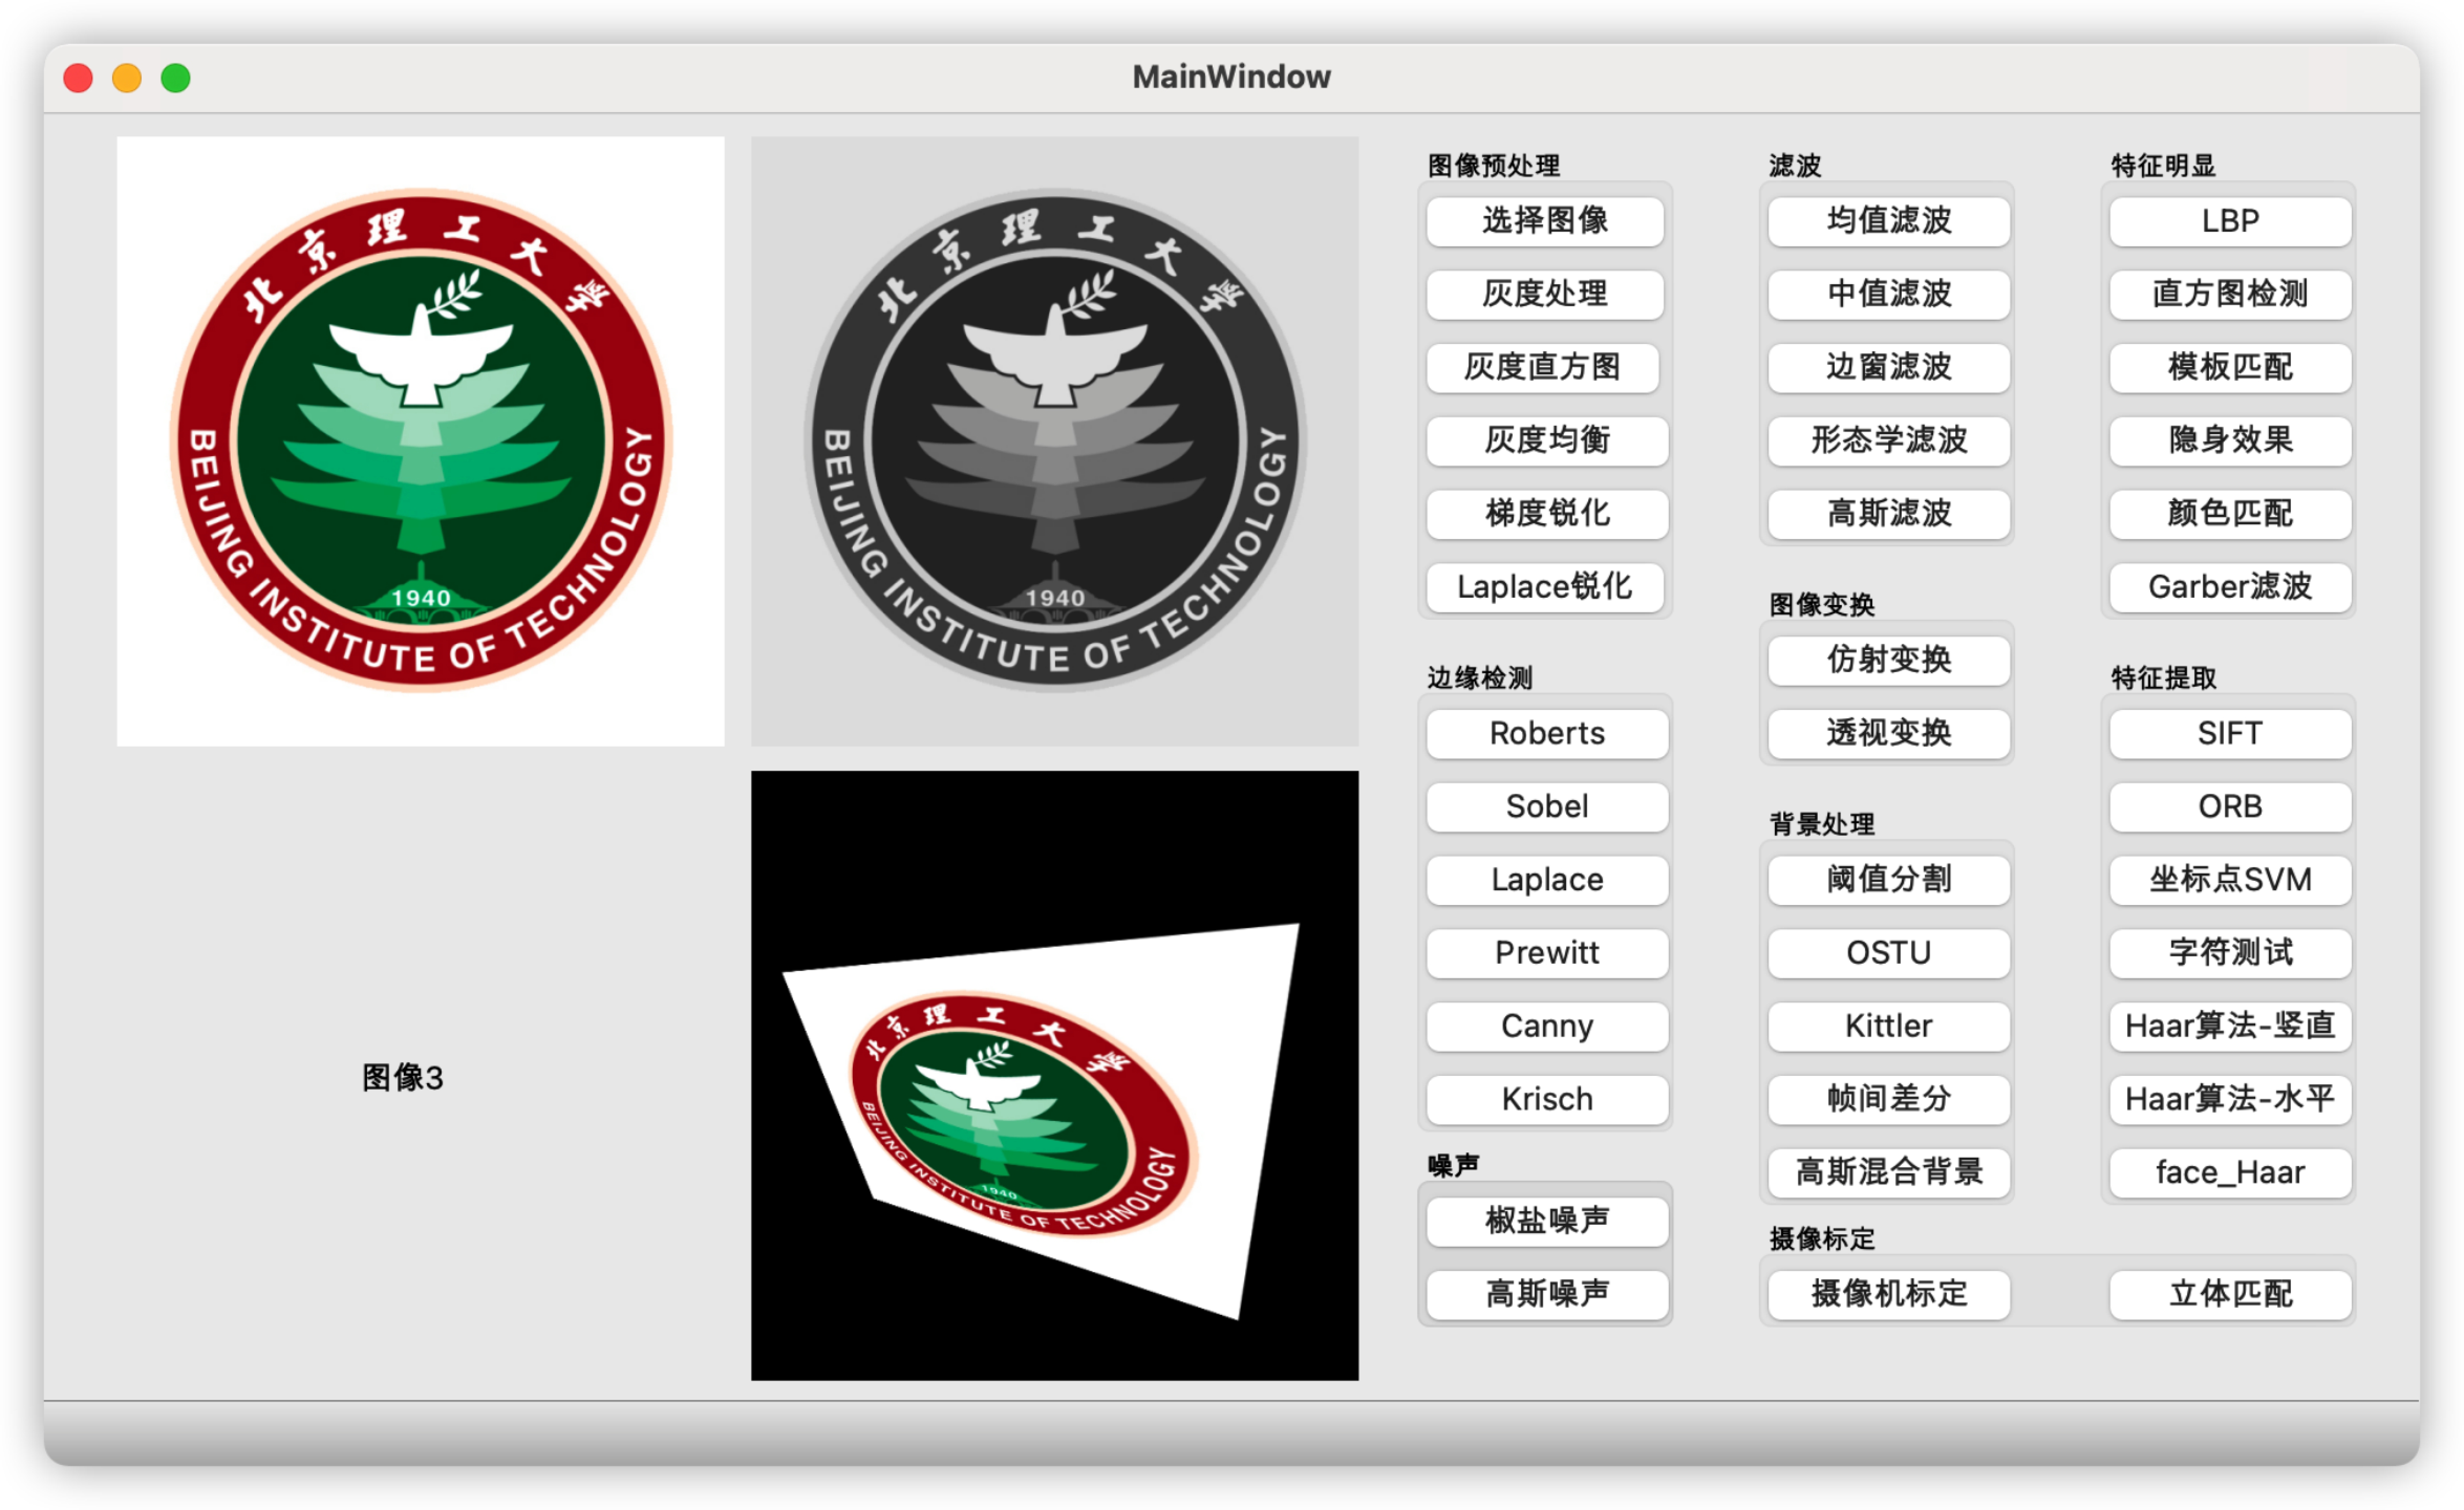 MainWindow
北京理工大学
1940
BEIJING INSTITUTE OF TECHNOLOGY
北京理工大学
1940
BEIJING INSTITUTE OF TECHNOLOGY
图像3
北京理工大学
1940
BEIJING INSTITUTE OF TECHNOLOGY
图像预处理
选择图像
灰度处理
灰度直方图
灰度均衡
梯度锐化
Laplace锐化
边缘检测
Roberts
Sobel
Laplace
Prewitt
Canny
Krisch
噪声
椒盐噪声
高斯噪声
滤波
均值滤波
中值滤波
边窗滤波
形态学滤波
高斯滤波
图像变换
仿射变换
透视变换
背景处理
阈值分割
OSTU
Kittler
帧间差分
高斯混合背景
特征明显
LBP
直方图检测
模板匹配
隐身效果
颜色匹配
Garber滤波
特征提取
SIFT
ORB
坐标点SVM
字符测试
Haar算法-竖直
Haar算法-水平
face_Haar
摄像标定
摄像机标定
立体匹配